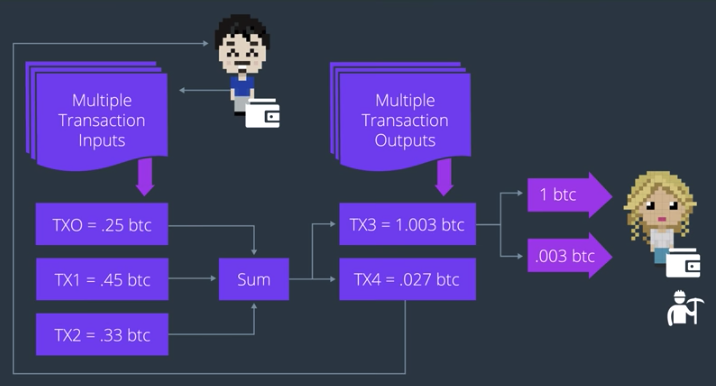 Multiple
Transaction
Inputs
Multiple
Transaction
Outputs
TXO = .25 btc
TX1 = .45 btc
TX2 = .33 btc
Sum
TX3 = 1.003 btc
TX4 = .027 btc
1 btc
.003 btc